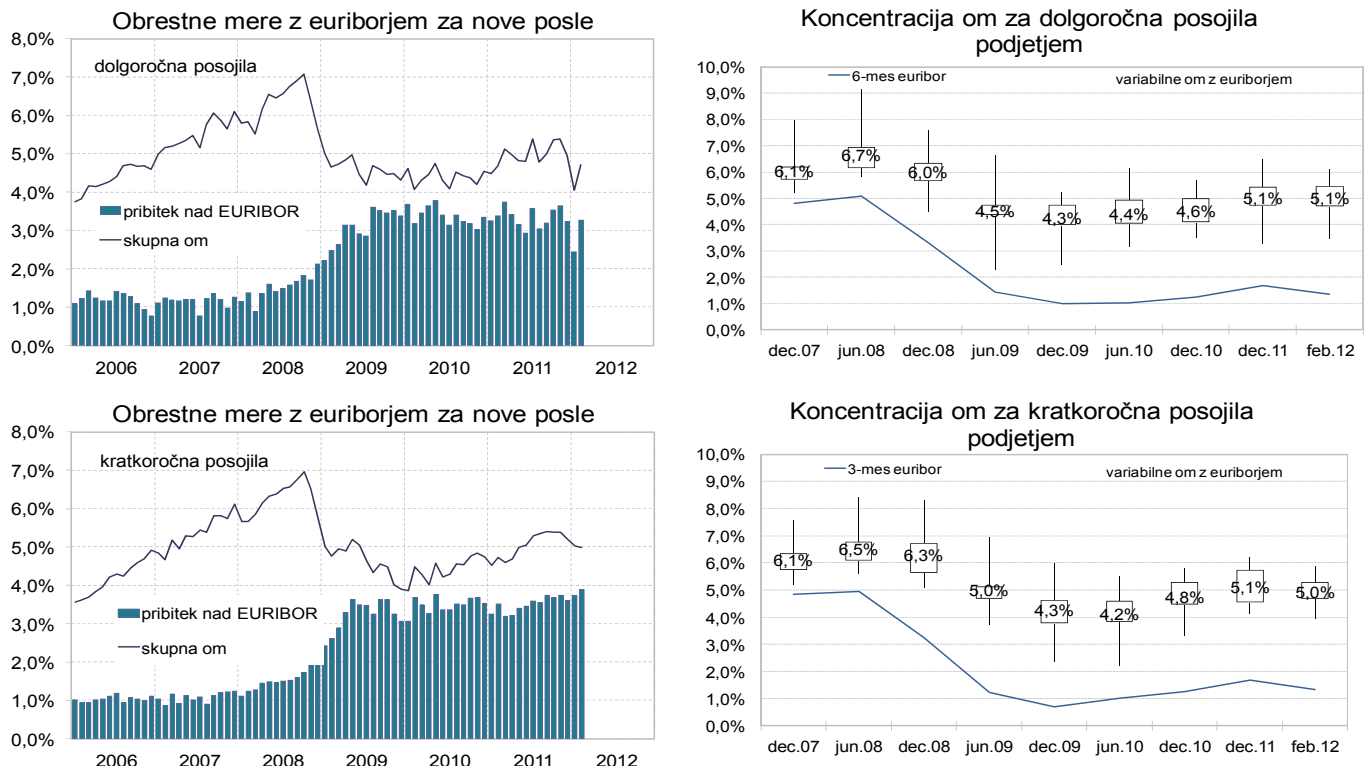 Obrestne mere z euriborjem za nove posle
8,0%
7,0%
6,0%
5,0%
4,0%
3,0%
2,0%
1,0%
0,0%
dolgoročna posojila
pribitek nad EURIBOR
skupna om
2006 2007 2008 2009 2010 2011 2012
Koncentracija om za dolgoročna posojila
podjetjem
10,0%
9,0%
8,0%
7,0%
6,0%
5,0%
4,0%
3,0%
2,0%
1,0%
0,0%
6-mes euribor
variabilne om z euriborjem
6,1% 6,7% 6,0% 4,5% 4,3% 4,4% 4,6% 5,1% 5,1%
dec.07 jun.08 dec.08 jun.09 dec.09 jun.10 dec.10 dec.11 feb.12
Obrestne mere z euriborjem za nove posle
8,0%
7,0%
6,0%
5,0%
4,0%
3,0%
2,0%
1,0%
0,0%
kratkoročna posojila
pribitek nad EURIBOR
skupna om
2006 2007 2008 2009 2010 2011 2012
Koncentracija om za kratkoročna posojila
podjetjem
10,0%
9,0%
8,0%
7,0%
6,0%
5,0%
4,0%
3,0%
2,0%
1,0%
0,0%
3-mes euribor
variabilne om z euriborjem
6,1% 6,5% 6,3% 5,0% 4,3% 4,2% 4,8% 5,1% 5,0%
dec.07 jun.08 dec.08 jun.09 dec.09 jun.10 dec.10 dec.11 feb.12